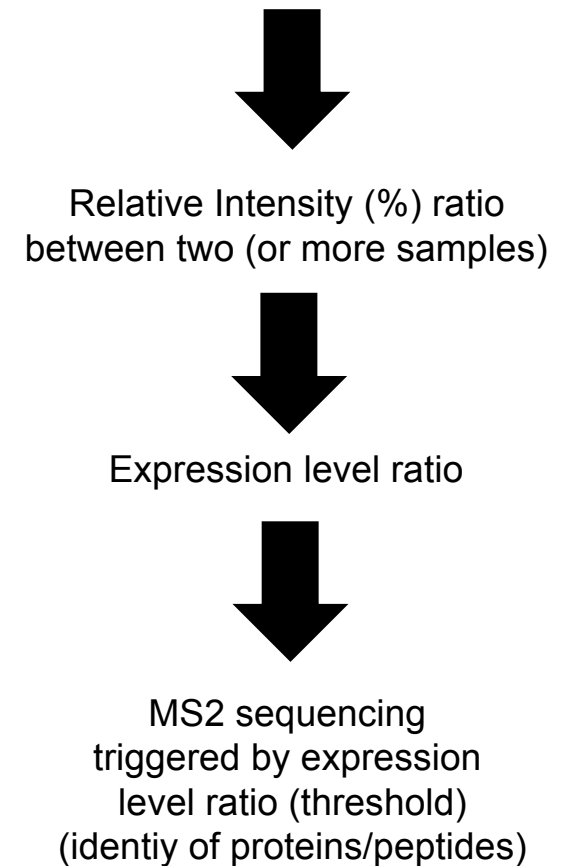 Relative Intensity (%) ratio
between two (or more samples)
Expression level ratio
MS2 sequencing
triggered by expression
level ratio (threshold)
(identiy of proteins/peptides)